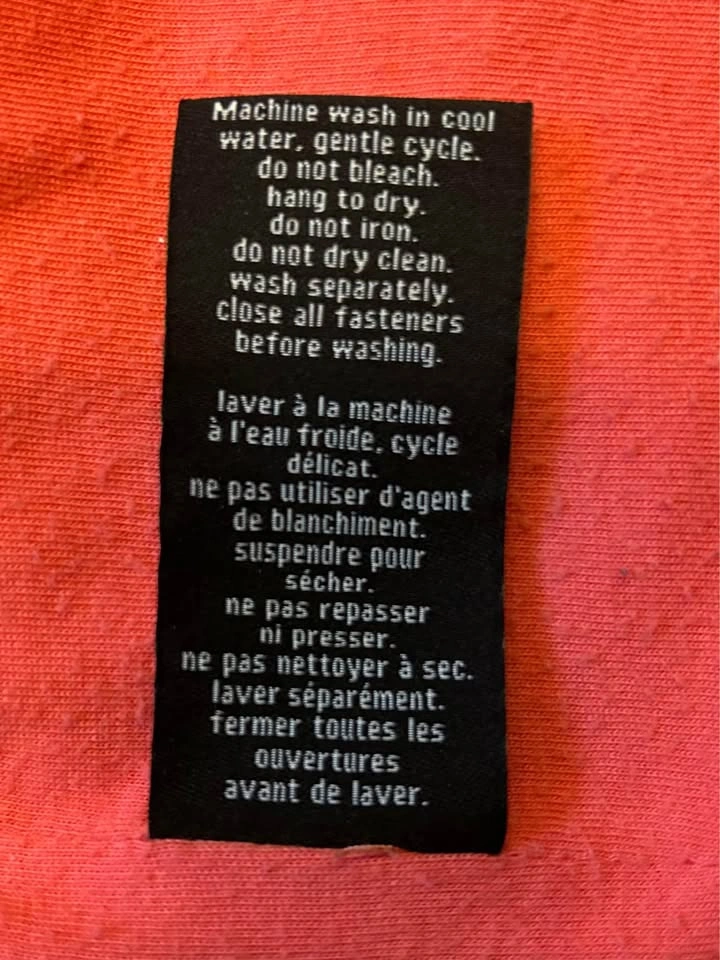 Machine wash in cool
water, gentle cycle.
do not bleach.
hang to dry.
do not iron.
do not dry clean.
wash separately.
close all fasteners
before washing.
laver à la machine
à l'eau froide, cycle
délicat.
ne pas utiliser d'agent
de blanchiment.
suspendre pour
sécher.
ne pas repasser
ni presser.
ne pas nettoyer à sec.
laver séparément.
fermer toutes les
ouvertures
avant de laver.